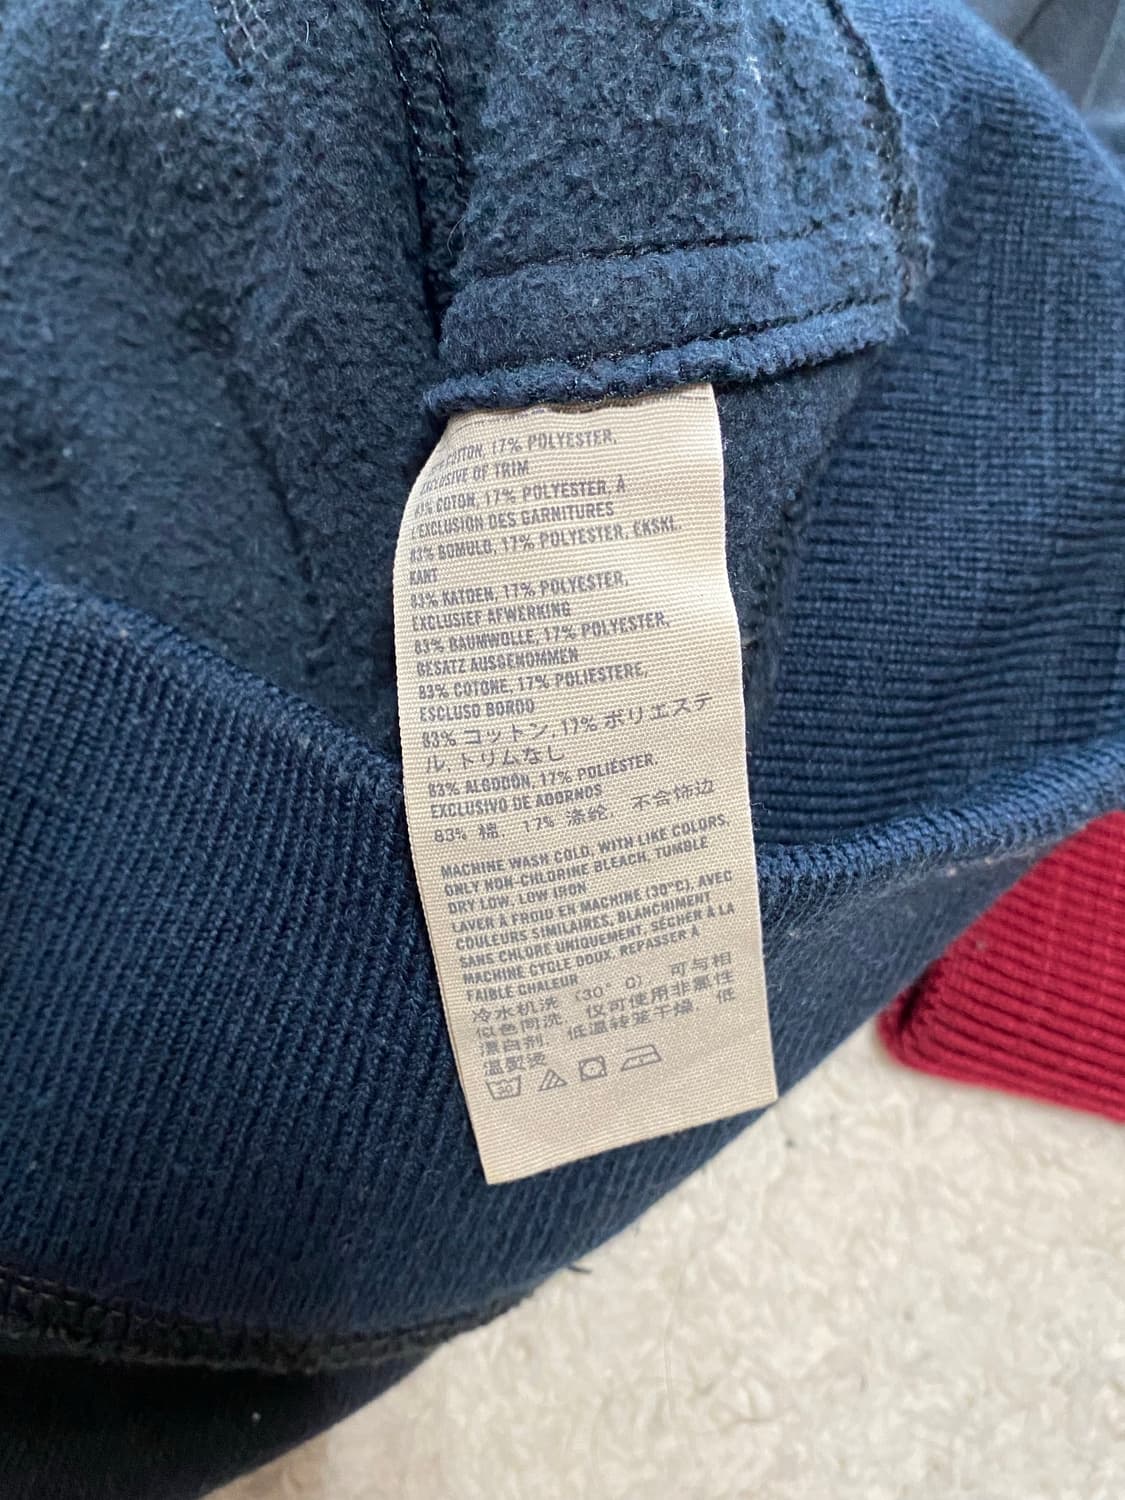 COTTON, 17% POLYESTER,
EXCLUSIVE OF TRIM
83% COTON, 17% POLYESTER, À
L'EXCLUSION DES GARNITURES
83% BOMULD, 17% POLYESTER, EKSKL.
KANT
83% KATOEN, 17% POLYESTER,
EXCLUSIEF AFWERKING
83% BAUMWOLLE, 17% POLYESTER,
BESATZ AUSGENOMMEN
83% COTONE, 17% POLIESTERE,
ESCLUSO BORDO
83% コットン, 17% ポリエステ
ル, トリムなし
83% ALGODÓN, 17% POLIÉSTER,
EXCLUSIVO DE ADORNOS
83% 棉, 17% 涤纶, 不含饰边
MACHINE WASH COLD, WITH LIKE COLORS,
ONLY NON-CHLORINE BLEACH, TUMBLE
DRY LOW, LOW IRON
LAVER À FROID EN MACHINE (30°C), AVEC
COULEURS SIMILAIRES, BLANCHIMENT
SANS CHLORE UNIQUEMENT, SÉCHER À LA
MACHINE CYCLE DOUX, REPASSER À
FAIBLE CHALEUR
冷水机洗 (30° C), 可与相
似色同洗, 仅可使用非氯性
漂白剂, 低温转笼干燥, 低
温熨烫
30